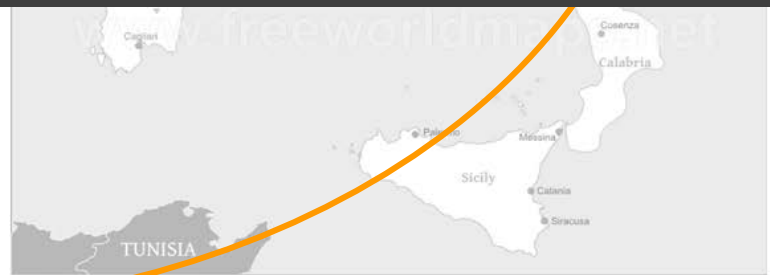 www.freeworldmaps.net
Cosenza
Cagliari
Calabria
Palermo
Messina
Sicily
Catania
Siracusa
TUNISIA